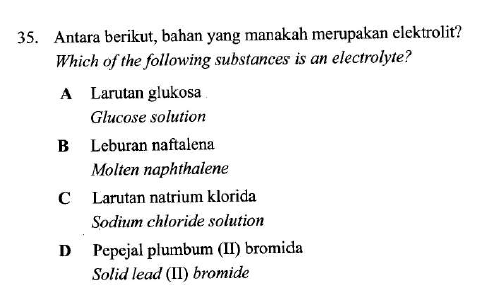 35. Antara berikut, bahan yang manakah merupakan elektrolit?
Which of the following substances is an electrolyte?
A Larutan glukosa
Glucose solution
B Leburan naftalena
Molten naphthalene
C Larutan natrium klorida
Sodium chloride solution
D Pepejal plumbum (II) bromida
Solid lead (II) bromide